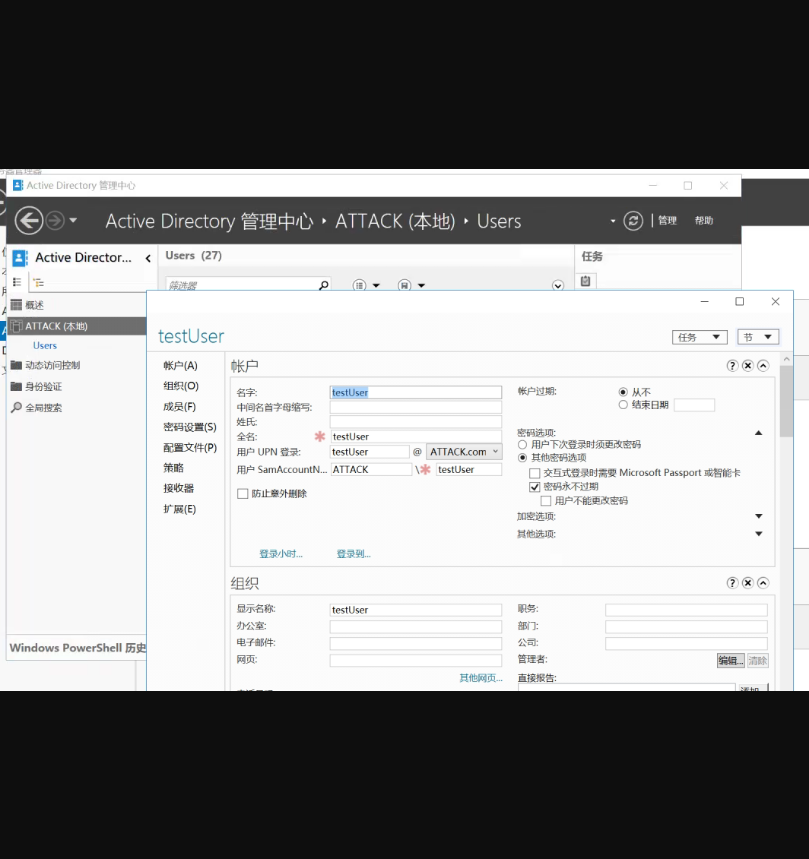 Active Directory 管理中心
Active Directory 管理中心 ‣ ATTACK (本地) ‣ Users
管理 帮助
Active Director...
Users (27)
任务
筛选器
概述
ATTACK (本地)
Users
动态访问控制
身份验证
全局搜索
Windows PowerShell 历史
testUser
任务
节
帐户(A)
组织(O)
成员(F)
密码设置(S)
配置文件(P)
策略
接收器
扩展(E)
帐户
名字: testUser
中间名首字母缩写:
姓氏:
全名: * testUser
用户 UPN 登录: testUser @ ATTACK.com
用户 SamAccountN... ATTACK \* testUser
防止意外删除
登录小时... 登录到...
帐户过期: 从不
结束日期
密码选项:
用户下次登录时须更改密码
其他密码选项
交互式登录时需要 Microsoft Passport 或智能卡
密码永不过期
用户不能更改密码
加密选项:
其他选项:
组织
显示名称: testUser
办公室:
电子邮件:
网页:
其他网页...
职务:
部门:
公司:
管理者: 编辑... 清除
直接报告:
添加...